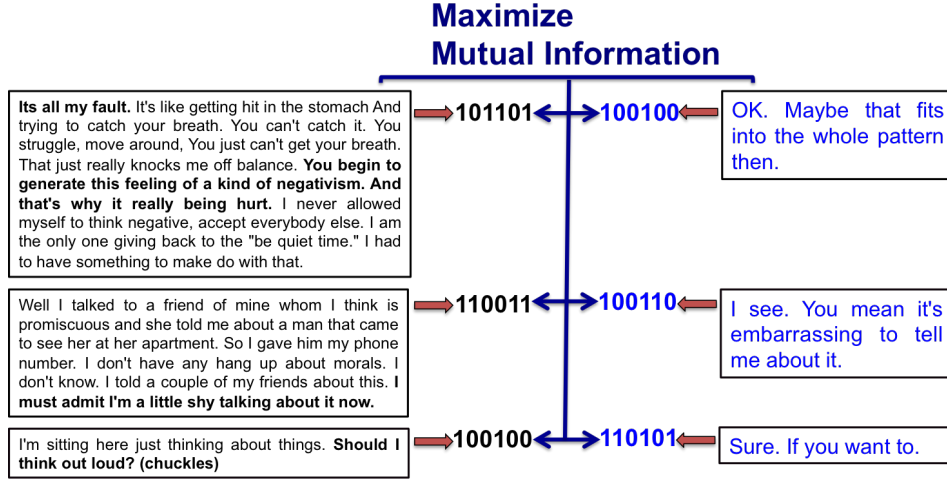 Maximize
Mutual Information
Its all my fault. It's like getting hit in the stomach And
trying to catch your breath. You can't catch it. You
struggle, move around, You just can't get your breath.
That just really knocks me off balance. You begin to
generate this feeling of a kind of negativism. And
that's why it really being hurt. I never allowed
myself to think negative, accept everybody else. I am
the only one giving back to the "be quiet time." I had
to have something to make do with that.
101101
100100
OK. Maybe that fits
into the whole pattern
then.
Well I talked to a friend of mine whom I think is
promiscuous and she told me about a man that came
to see her at her apartment. So I gave him my phone
number. I don't have any hang up about morals. I
don't know. I told a couple of my friends about this. I
must admit I'm a little shy talking about it now.
110011
100110
I see. You mean it's
embarrassing to tell
me about it.
I'm sitting here just thinking about things. Should I
think out loud? (chuckles)
100100
110101
Sure. If you want to.